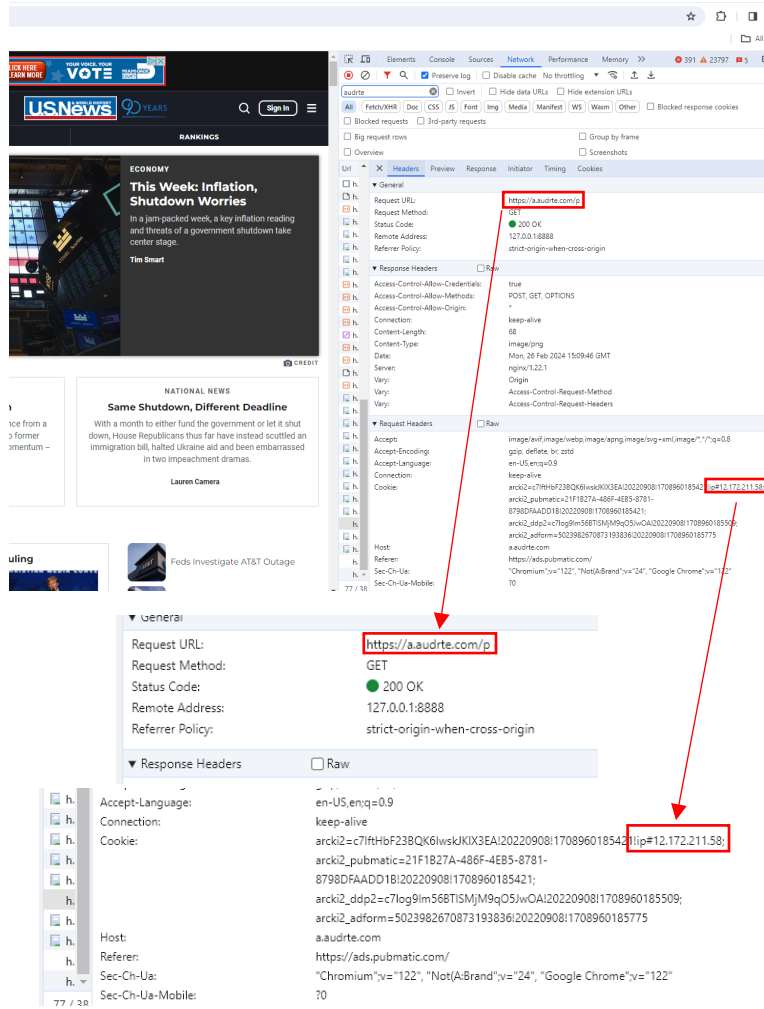 All
CLICK HERE
LEARN MORE
YOUR VOICE. YOUR
VOTE
MIAMI-DADE
COUNTY
U.S.News
& WORLD REPORT
90 YEARS
Sign In
RANKINGS
ECONOMY
This Week: Inflation,
Shutdown Worries
In a jam-packed week, a key inflation reading
and threats of a government shutdown take
center stage.
Tim Smart
CREDIT
nce from a
o former
omentum –
NATIONAL NEWS
Same Shutdown, Different Deadline
With a month to either fund the government or let it shut
down, House Republicans thus far have instead scuttled an
immigration bill, halted Ukraine aid and been embarrassed
in two impeachment dramas.
Lauren Camera
uling
Feds Investigate AT&T Outage
Elements Console Sources Network Performance Memory 391 23797 5
Preserve log Disable cache No throttling
audrte Invert Hide data URLs Hide extension URLs
All Fetch/XHR Doc CSS JS Font Img Media Manifest WS Wasm Other Blocked response cookies
Blocked requests 3rd-party requests
Big request rows Group by frame
Overview Screenshots
Url Headers Preview Response Initiator Timing Cookies
h. General
h. Request URL: https://a.audrte.com/p
h. Request Method: GET
h. Status Code: 200 OK
h. Remote Address: 127.0.0.1:8888
h. Referrer Policy: strict-origin-when-cross-origin
h. Response Headers Raw
h. Access-Control-Allow-Credentials: true
h. Access-Control-Allow-Methods: POST, GET, OPTIONS
h. Access-Control-Allow-Origin: *
h. Connection: keep-alive
h. Content-Length: 68
h. Content-Type: image/png
h. Date: Mon, 26 Feb 2024 15:09:46 GMT
h. Server: nginx/1.22.1
h. Vary: Origin
h. Vary: Access-Control-Request-Method
h. Vary: Access-Control-Request-Headers
h. Request Headers Raw
h. Accept: image/avif,image/webp,image/apng,image/svg+xml,image/*,*/*;q=0.8
h. Accept-Encoding: gzip, deflate, br, zstd
h. Accept-Language: en-US,en;q=0.9
h. Connection: keep-alive
h. Cookie: arcki2=c7IftHbF23BQK6IwskJKIX3EA!20220908!1708960185421!ip#12.172.211.58;
h. arcki2_pubmatic=21F1B27A-486F-4EB5-8781-
8798DFAADD1B!20220908!1708960185421;
h. arcki2_ddp2=c7Iog9Im56BTISMjM9qO5JwOA!20220908!1708960185509;
arcki2_adform=5023982670873193836!20220908!1708960185775
h. Host: a.audrte.com
h. Referer: https://ads.pubmatic.com/
h. Sec-Ch-Ua: "Chromium";v="122", "Not(A:Brand";v="24", "Google Chrome";v="122"
77 / 38 Sec-Ch-Ua-Mobile: ?0
General
Request URL: https://a.audrte.com/p
Request Method: GET
Status Code: 200 OK
Remote Address: 127.0.0.1:8888
Referrer Policy: strict-origin-when-cross-origin
Response Headers Raw
h. Accept-Language: en-US,en;q=0.9
h. Connection: keep-alive
h. Cookie: arcki2=c7IftHbF23BQK6IwskJKIX3EA!20220908!1708960185421!ip#12.172.211.58;
h. arcki2_pubmatic=21F1B27A-486F-4EB5-8781-
h. 8798DFAADD1B!20220908!1708960185421;
h. arcki2_ddp2=c7Iog9Im56BTISMjM9qO5JwOA!20220908!1708960185509;
h. arcki2_adform=5023982670873193836!20220908!1708960185775
h. Host: a.audrte.com
h. Referer: https://ads.pubmatic.com/
h. Sec-Ch-Ua: "Chromium";v="122", "Not(A:Brand";v="24", "Google Chrome";v="122"
77 / 38 Sec-Ch-Ua-Mobile: ?0